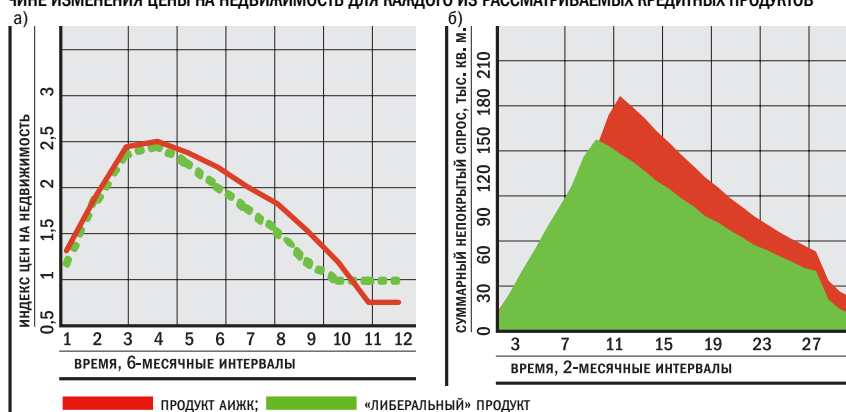 ЧИНЕ ИЗМЕНЕНИЯ ЦЕНЫ НА НЕДВИЖИМОСТЬ ДЛЯ КАЖДОГО ИЗ РАССМАТРИВАЕМЫХ КРЕДИТНЫХ ПРОДУКТОВ
а)
ИНДЕКС ЦЕН НА НЕДВИЖИМОСТЬ
3
2,5
2
1,5
1
0,5
1 2 3 4 5 6 7 8 9 10 11 12
ВРЕМЯ, 6-МЕСЯЧНЫЕ ИНТЕРВАЛЫ
б)
СУММАРНЫЙ НЕПОКРЫТЫЙ СПРОС, ТЫС. КВ. М.
210
180
150
120
90
60
30
0
3 7 11 15 19 23 27
ВРЕМЯ, 2-МЕСЯЧНЫЕ ИНТЕРВАЛЫ
ПРОДУКТ АИЖК; «ЛИБЕРАЛЬНЫЙ» ПРОДУКТ